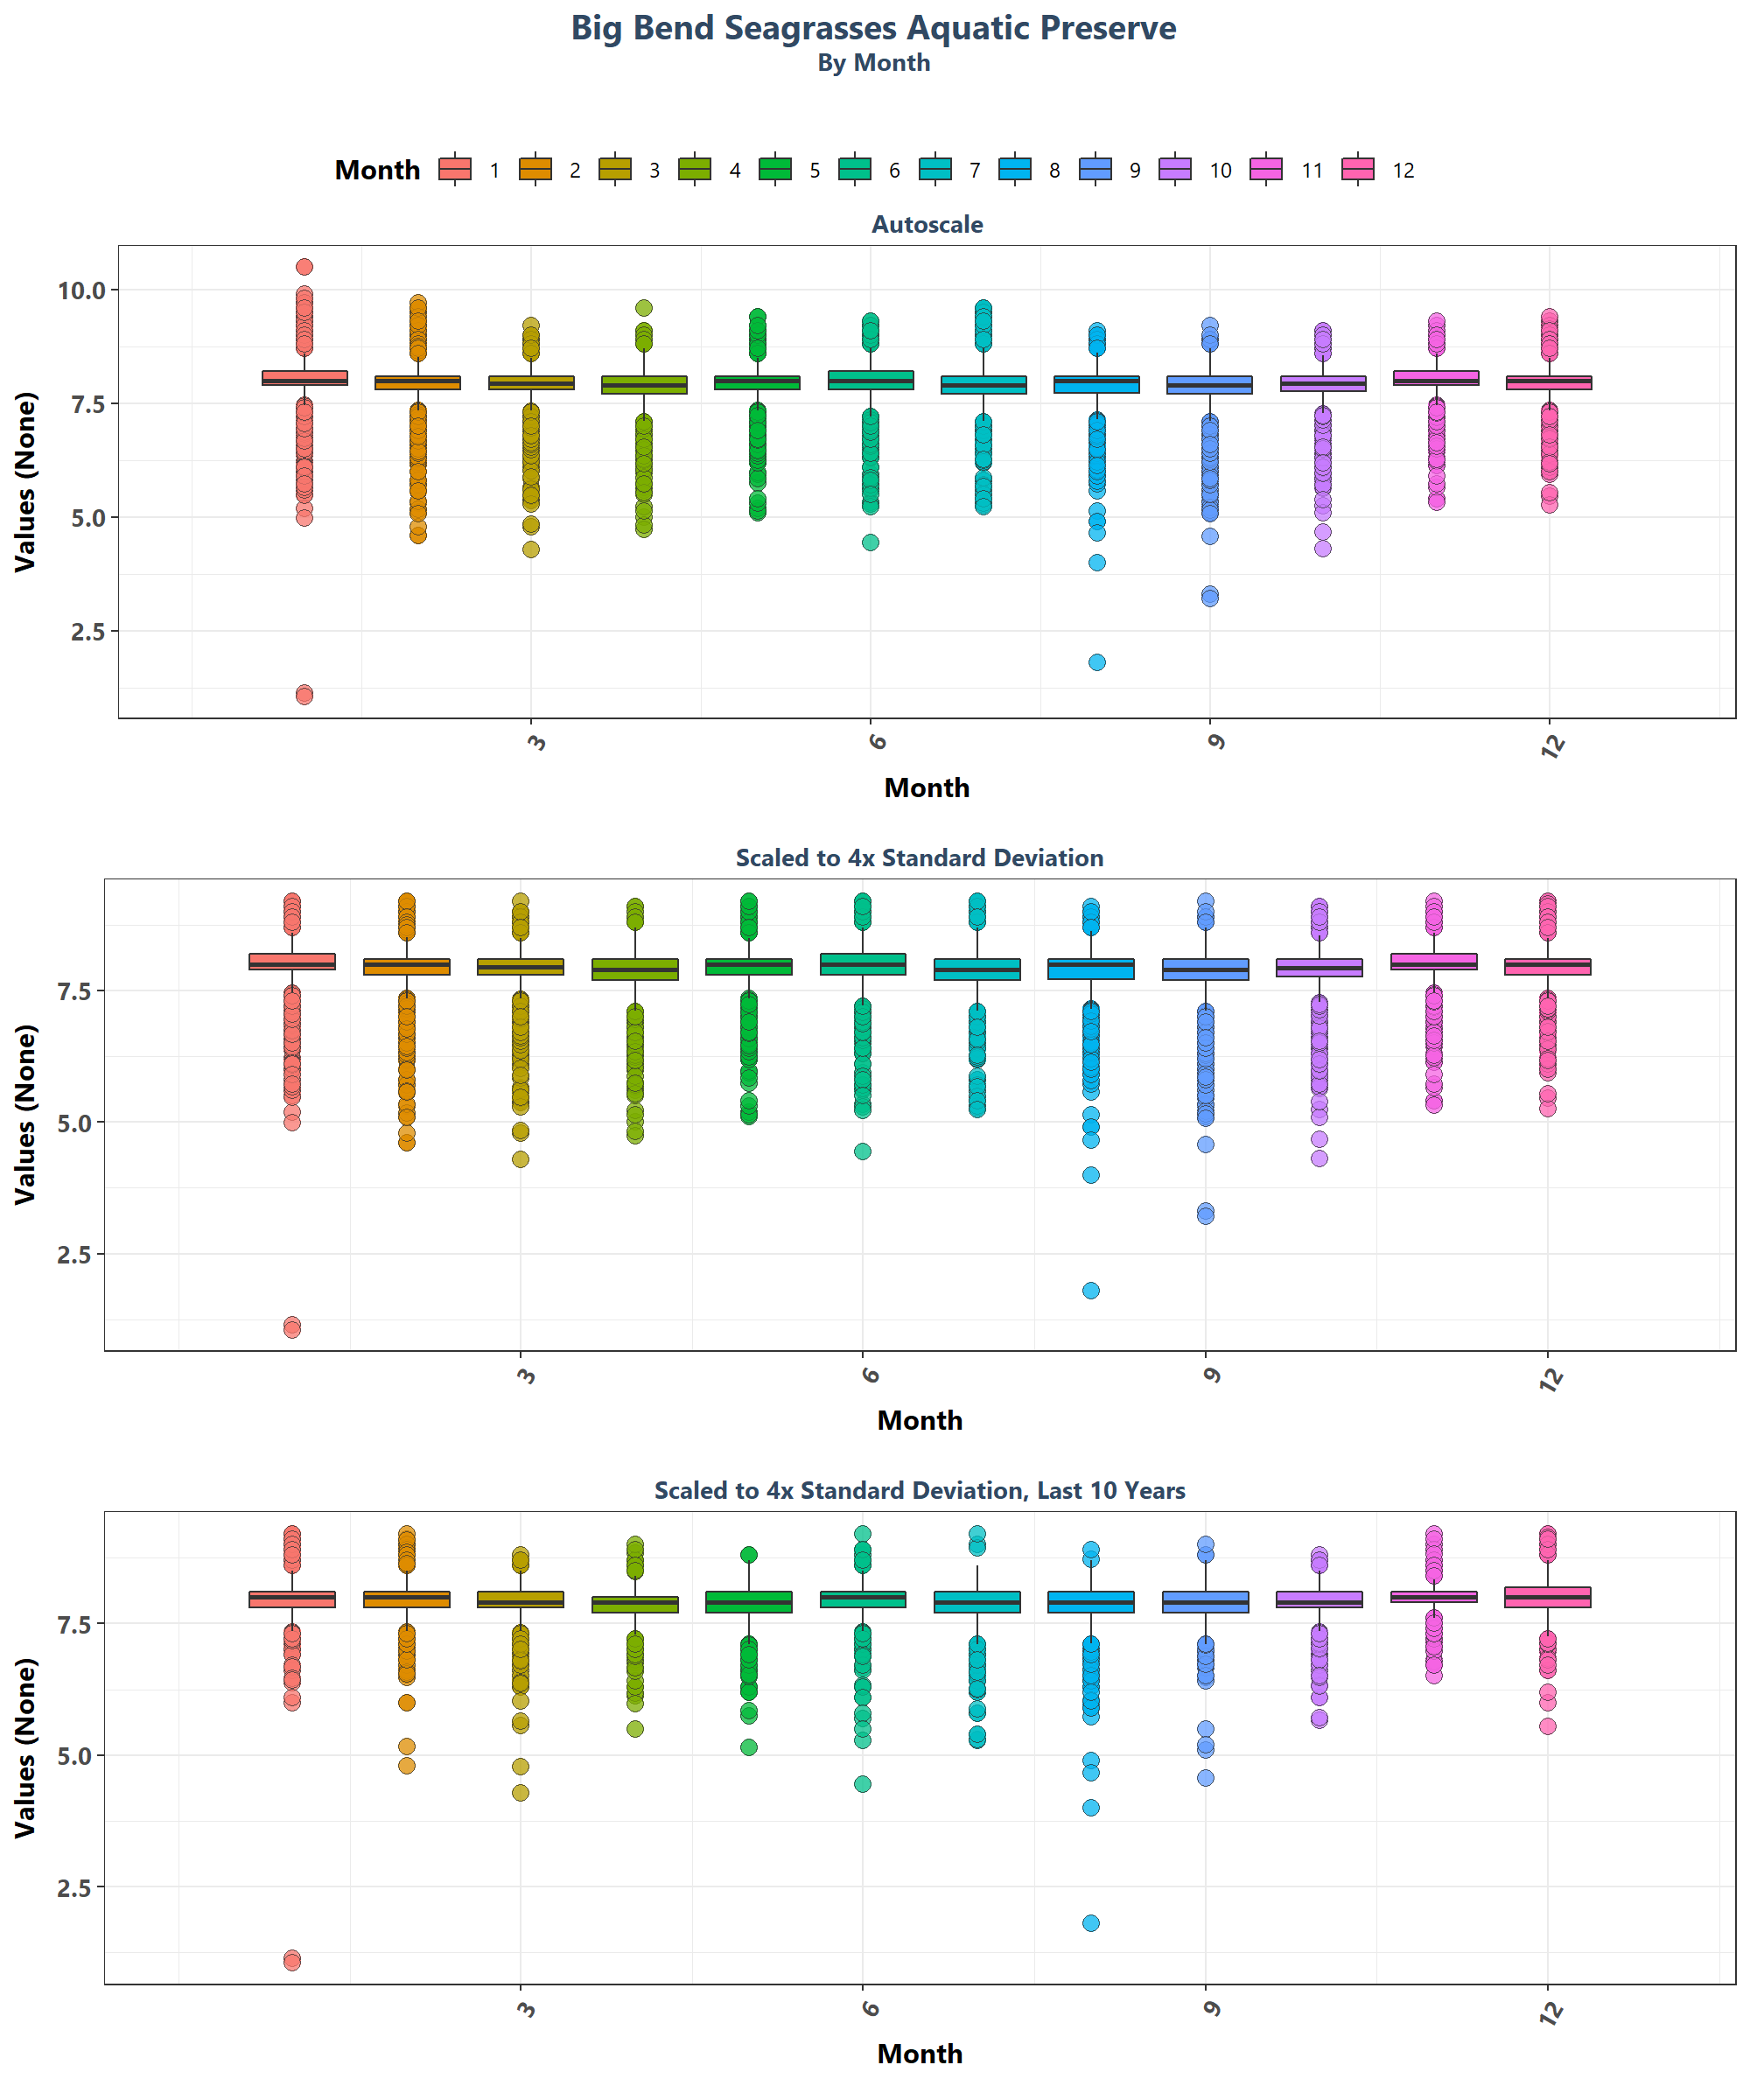 Big Bend Seagrasses Aquatic Preserve
By Month
Month 1 2 3 4 5 6 7 8 9 10 11 12
Autoscale
10.0
7.5
5.0
2.5
Values (None)
3 6 9 12
Month
Scaled to 4x Standard Deviation
7.5
5.0
2.5
Values (None)
3 6 9 12
Month
Scaled to 4x Standard Deviation, Last 10 Years
7.5
5.0
2.5
Values (None)
3 6 9 12
Month